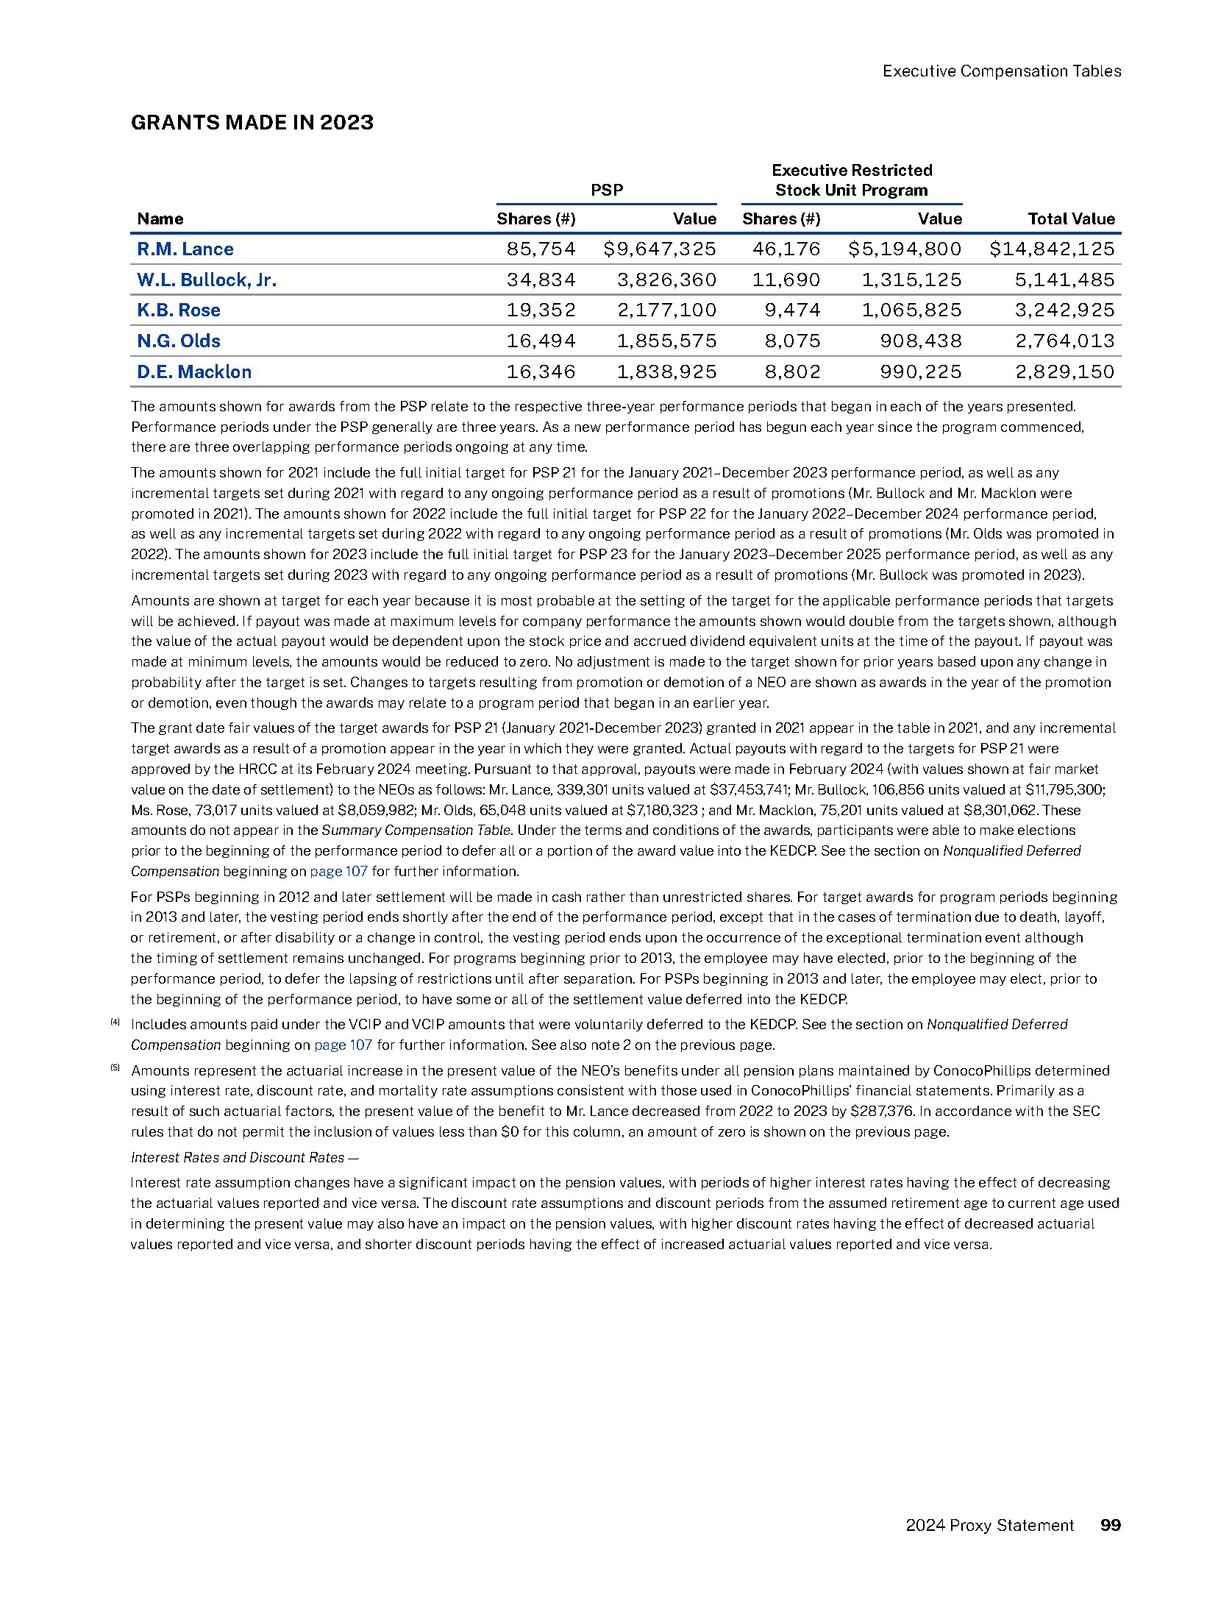 Executive Compensation Tables
GRANTS MADE IN 2023
PSP
Executive Restricted
Stock Unit Program
Name Shares (#) Value Shares (#) Value Total Value
R.M. Lance 85,754 $9,647,325 46,176 $5,194,800 $14,842,125
W.L. Bullock, Jr. 34,834 3,826,360 11,690 1,315,125 5,141,485
K.B. Rose 19,352 2,177,100 9,474 1,065,825 3,242,925
N.G. Olds 16,494 1,855,575 8,075 908,438 2,764,013
D.E. Macklon 16,346 1,838,925 8,802 990,225 2,829,150
The amounts shown for awards from the PSP relate to the respective three-year performance periods that began in each of the years presented.
Performance periods under the PSP generally are three years. As a new performance period has begun each year since the program commenced,
there are three overlapping performance periods ongoing at any time.
The amounts shown for 2021 include the full initial target for PSP 21 for the January 2021–December 2023 performance period, as well as any
incremental targets set during 2021 with regard to any ongoing performance period as a result of promotions (Mr. Bullock and Mr. Macklon were
promoted in 2021). The amounts shown for 2022 include the full initial target for PSP 22 for the January 2022–December 2024 performance period,
as well as any incremental targets set during 2022 with regard to any ongoing performance period as a result of promotions (Mr. Olds was promoted in
2022). The amounts shown for 2023 include the full initial target for PSP 23 for the January 2023–December 2025 performance period, as well as any
incremental targets set during 2023 with regard to any ongoing performance period as a result of promotions (Mr. Bullock was promoted in 2023).
Amounts are shown at target for each year because it is most probable at the setting of the target for the applicable performance periods that targets
will be achieved. If payout was made at maximum levels for company performance the amounts shown would double from the targets shown, although
the value of the actual payout would be dependent upon the stock price and accrued dividend equivalent units at the time of the payout. If payout was
made at minimum levels, the amounts would be reduced to zero. No adjustment is made to the target shown for prior years based upon any change in
probability after the target is set. Changes to targets resulting from promotion or demotion of a NEO are shown as awards in the year of the promotion
or demotion, even though the awards may relate to a program period that began in an earlier year.
The grant date fair values of the target awards for PSP 21 (January 2021-December 2023) granted in 2021 appear in the table in 2021, and any incremental
target awards as a result of a promotion appear in the year in which they were granted. Actual payouts with regard to the targets for PSP 21 were
approved by the HRCC at its February 2024 meeting. Pursuant to that approval, payouts were made in February 2024 (with values shown at fair market
value on the date of settlement) to the NEOs as follows: Mr. Lance, 339,301 units valued at $37,453,741; Mr. Bullock, 106,856 units valued at $11,795,300;
Ms. Rose, 73,017 units valued at $8,059,982; Mr. Olds, 65,048 units valued at $7,180,323 ; and Mr. Macklon, 75,201 units valued at $8,301,062. These
amounts do not appear in the Summary Compensation Table. Under the terms and conditions of the awards, participants were able to make elections
prior to the beginning of the performance period to defer all or a portion of the award value into the KEDCP. See the section on Nonqualified Deferred
Compensation beginning on page 107 for further information.
For PSPs beginning in 2012 and later settlement will be made in cash rather than unrestricted shares. For target awards for program periods beginning
in 2013 and later, the vesting period ends shortly after the end of the performance period, except that in the cases of termination due to death, layoff,
or retirement, or after disability or a change in control, the vesting period ends upon the occurrence of the exceptional termination event although
the timing of settlement remains unchanged. For programs beginning prior to 2013, the employee may have elected, prior to the beginning of the
performance period, to defer the lapsing of restrictions until after separation. For PSPs beginning in 2013 and later, the employee may elect, prior to
the beginning of the performance period, to have some or all of the settlement value deferred into the KEDCP.
(4) Includes amounts paid under the VCIP and VCIP amounts that were voluntarily deferred to the KEDCP. See the section on Nonqualified Deferred
Compensation beginning on page 107 for further information. See also note 2 on the previous page.
(5) Amounts represent the actuarial increase in the present value of the NEO's benefits under all pension plans maintained by ConocoPhillips determined
using interest rate, discount rate, and mortality rate assumptions consistent with those used in ConocoPhillips' financial statements. Primarily as a
result of such actuarial factors, the present value of the benefit to Mr. Lance decreased from 2022 to 2023 by $287,376. In accordance with the SEC
rules that do not permit the inclusion of values less than $0 for this column, an amount of zero is shown on the previous page.
Interest Rates and Discount Rates —
Interest rate assumption changes have a significant impact on the pension values, with periods of higher interest rates having the effect of decreasing
the actuarial values reported and vice versa. The discount rate assumptions and discount periods from the assumed retirement age to current age used
in determining the present value may also have an impact on the pension values, with higher discount rates having the effect of decreased actuarial
values reported and vice versa, and shorter discount periods having the effect of increased actuarial values reported and vice versa.
2024 Proxy Statement 99